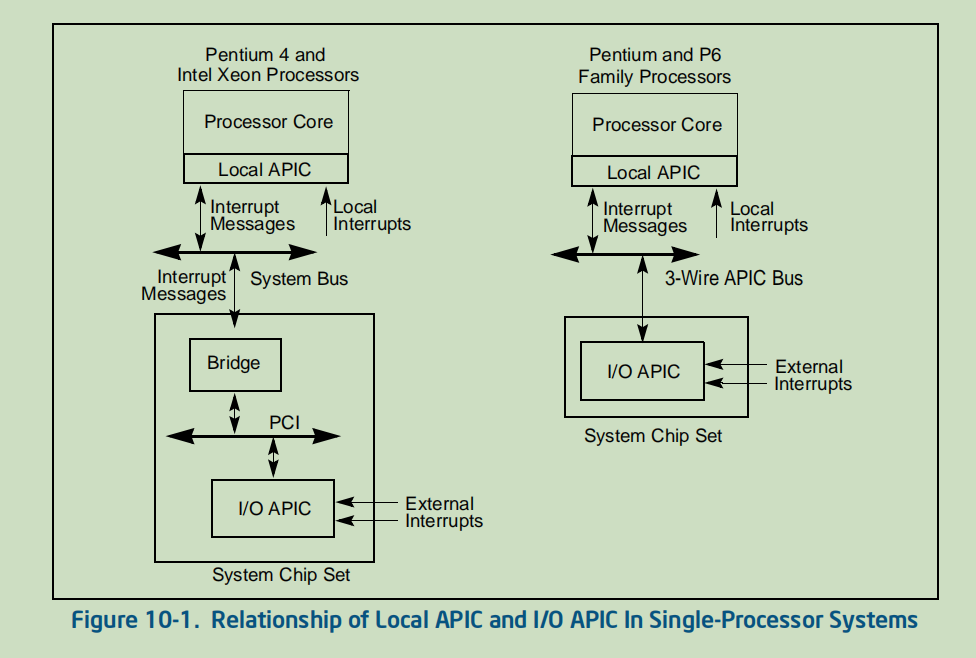 Pentium 4 and
Intel Xeon Processors
Processor Core
Local APIC
Interrupt
Messages
Local
Interrupts
Interrupt
Messages
System Bus
Bridge
PCI
I/O APIC
External
Interrupts
System Chip Set
Pentium and P6
Family Processors
Processor Core
Local APIC
Interrupt
Messages
Local
Interrupts
3-Wire APIC Bus
I/O APIC
External
Interrupts
System Chip Set
Figure 10-1. Relationship of Local APIC and I/O APIC In Single-Processor Systems